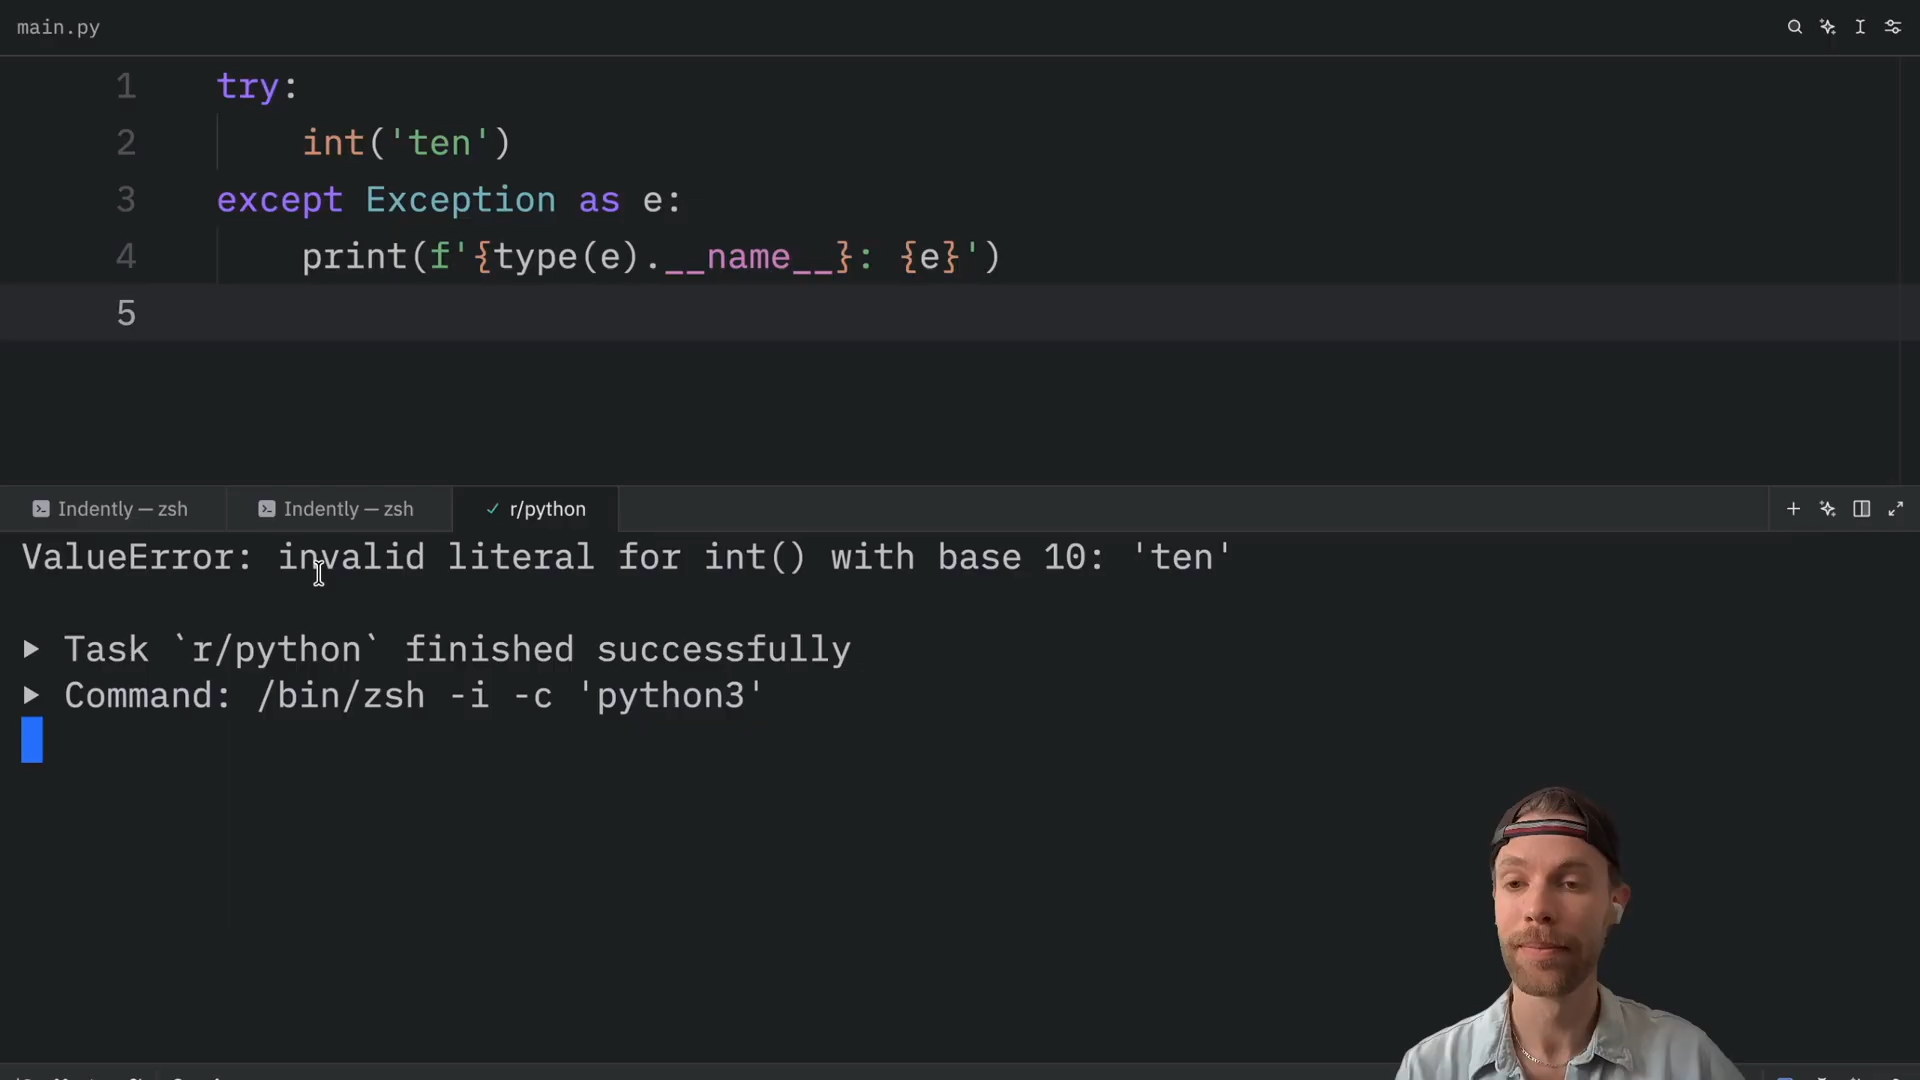 main.py
1 try:
2 int('ten')
3 except Exception as e:
4 print(f'{type(e).__name__}: {e}')
5
Indently — zsh
Indently — zsh
r/python
ValueError: invalid literal for int() with base 10: 'ten'
Task `r/python` finished successfully
Command: /bin/zsh -i -c 'python3'